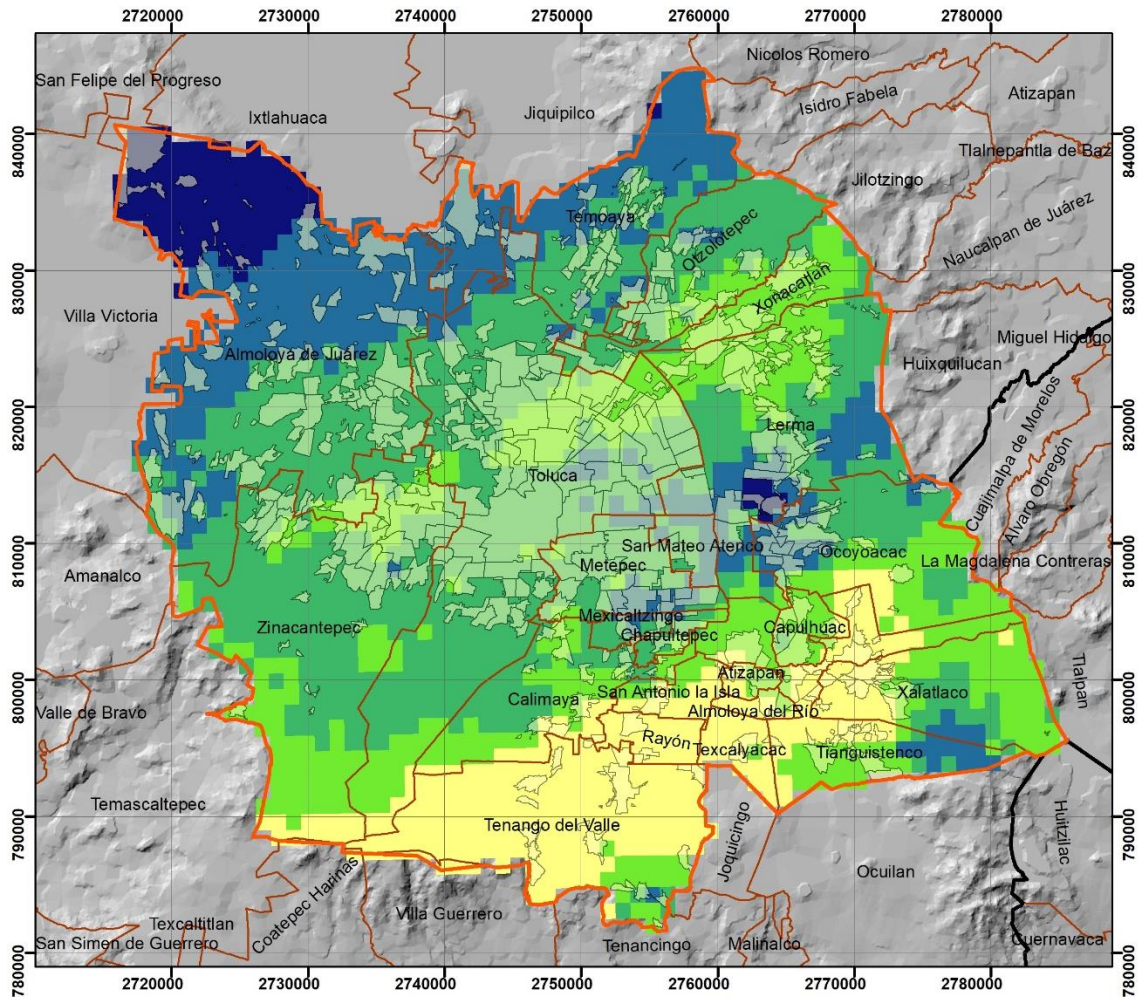 2720000 2730000 2740000 2750000 2760000 2770000 2780000
Nicolos Romero
San Felipe del Progreso
Isidro Fabela
Atizapan
Ixtlahuaca
Jiquipilco
840000
840000
Tlalnepantla de Baz
Jilotzingo
Temoaya
Otzolotepec
Naucalpan de Juárez
830000
830000
Xonacatlan
Villa Victoria
Miguel Hidalgo
Almoloya de Juárez
Huixquilucan
820000
820000
Lerma
Cuajimalpa de Morelos
Alvaro Obregón
Toluca
810000
810000
San Mateo Atenco
Ocoyoacac
La Magdalena Contreras
Amanalco
Metepec
Mexicaltzingo
Zinacantepec
Chapultepec
Capulhuac
Tlalpan
800000
800000
Atizapan
San Antonio la Isla
Xalatlaco
Calimaya
Valle de Bravo
Almoloya del Río
Rayón
Texcalyacac
Tianguistenco
Temascaltepec
790000
790000
Tenango del Valle
Huitzilac
Joquicingo
Ocuilan
Coatepec Harinas
Villa Guerrero
Texcaltitlan
San Simen de Guerrero
Tenancingo
Malinalco
Cuernavaca
780000
780000
2720000 2730000 2740000 2750000 2760000 2770000 2780000